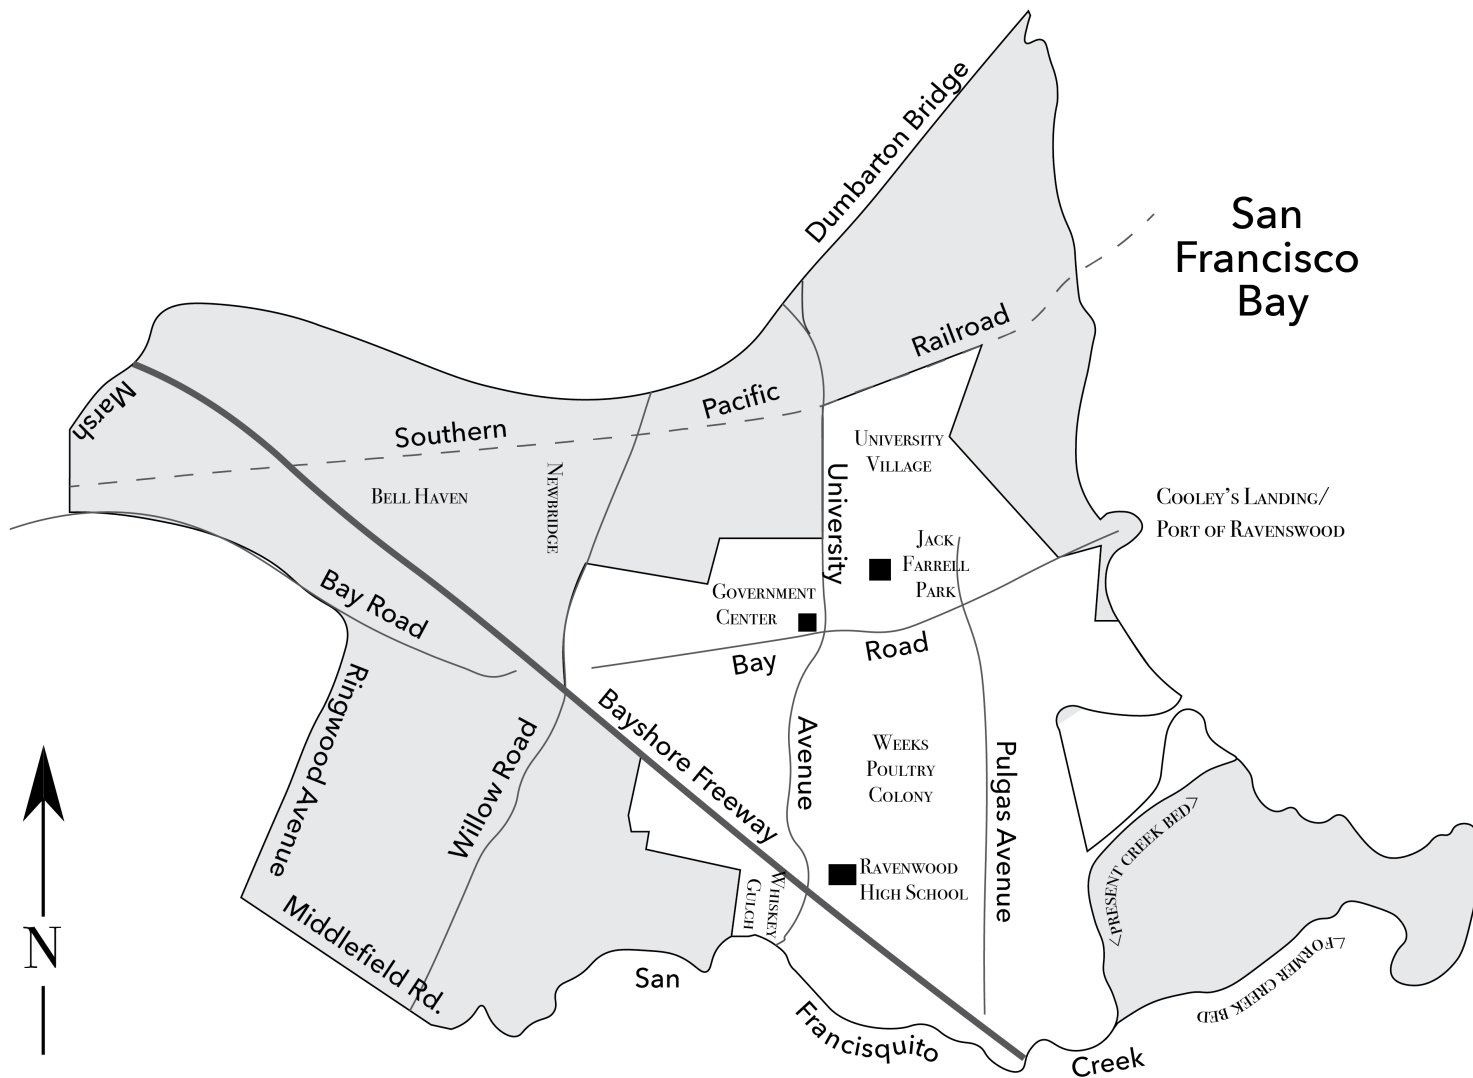 Dumbarton Bridge
San
Francisco
Bay
Railroad
Marsh
Southern
Pacific
University
Village
Bell Haven
Newbridge
University
Cooley's Landing/
Port of Ravenswood
Jack
Farrell
Park
Government
Center
Bay Road
Bay
Road
Ringwood Avenue
Willow Road
Bayshore Freeway
Avenue
Weeks
Poultry
Colony
Pulgas Avenue
<PRESENT CREEK BED>
Ravenwood
High School
Whiskey
Gulch
Middlefield Rd.
N
San
Francisquito
Creek
<FORMER CREEK BED